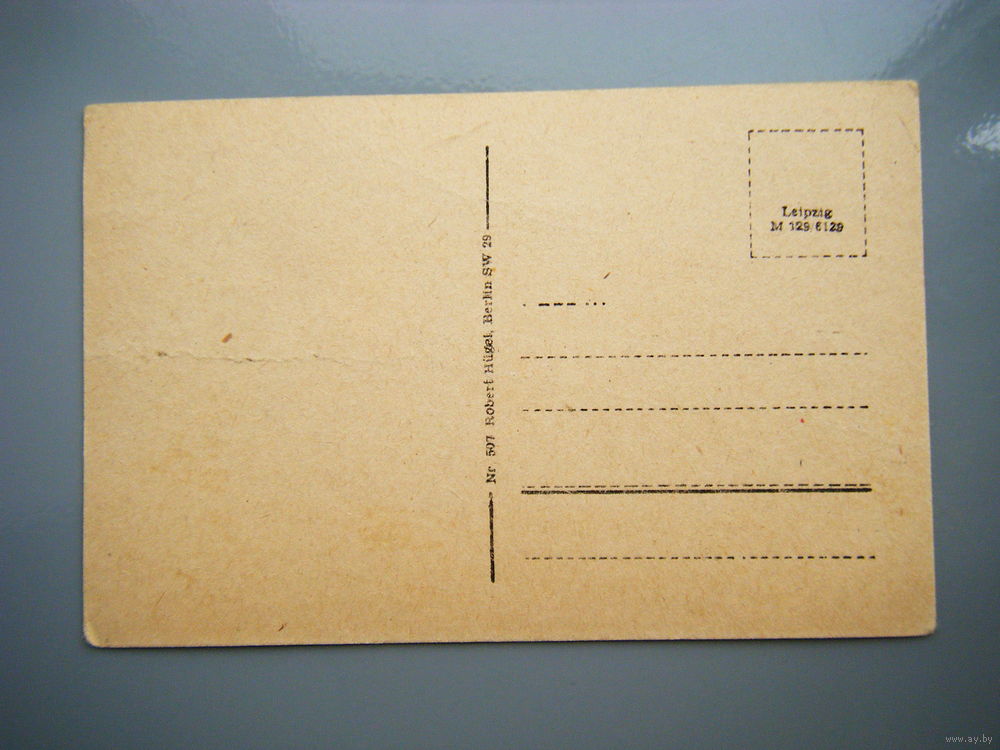 Leipzig
M 129/6129
Nr. 507 Robert Hügel, Berlin SW 29
www.ay.by